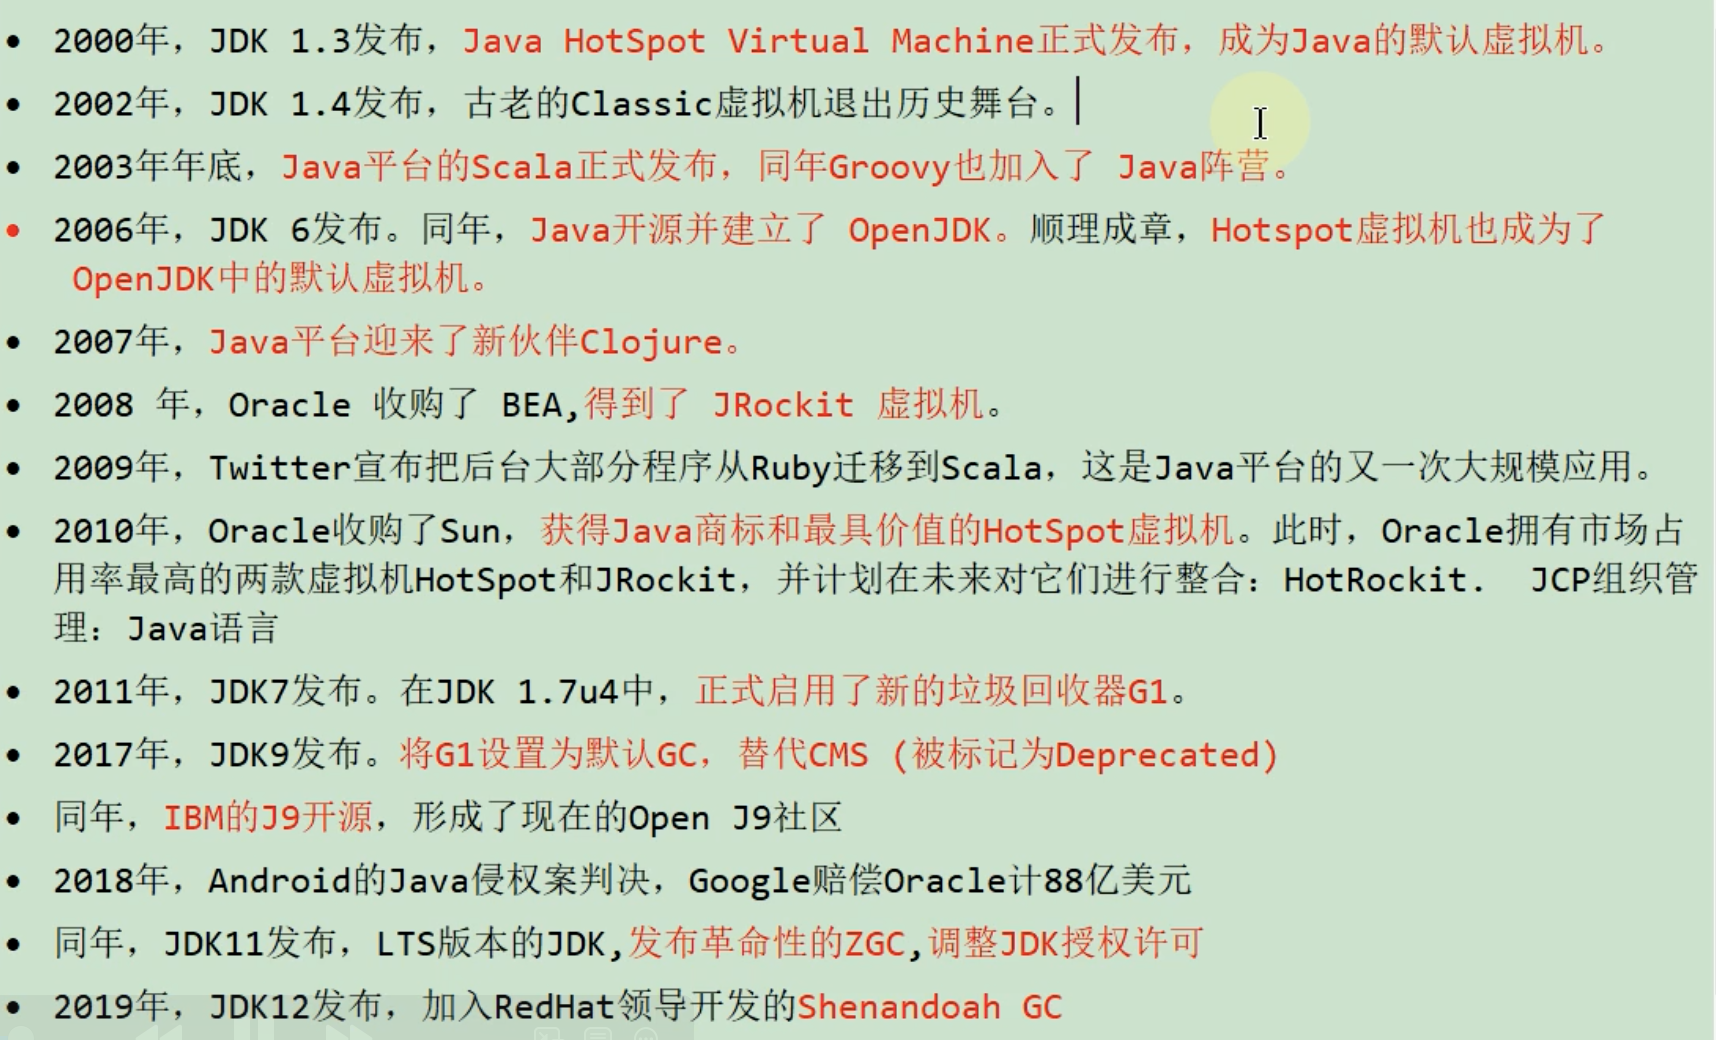 • 2000年，JDK 1.3发布，Java HotSpot Virtual Machine正式发布，成为Java的默认虚拟机。
• 2002年，JDK 1.4发布，古老的Classic虚拟机退出历史舞台。
• 2003年年底，Java平台的Scala正式发布，同年Groovy也加入了 Java阵营。
• 2006年，JDK 6发布。同年，Java开源并建立了 OpenJDK。顺理成章，Hotspot虚拟机也成为了
OpenJDK中的默认虚拟机。
• 2007年，Java平台迎来了新伙伴Clojure。
• 2008 年，Oracle 收购了 BEA,得到了 JRockit 虚拟机。
• 2009年，Twitter宣布把后台大部分程序从Ruby迁移到Scala，这是Java平台的又一次大规模应用。
• 2010年，Oracle收购了Sun，获得Java商标和最具价值的HotSpot虚拟机。此时，Oracle拥有市场占
用率最高的两款虚拟机HotSpot和JRockit，并计划在未来对它们进行整合：HotRockit. JCP组织管
理：Java语言
• 2011年，JDK7发布。在JDK 1.7u4中，正式启用了新的垃圾回收器G1。
• 2017年，JDK9发布。将G1设置为默认GC，替代CMS (被标记为Deprecated)
• 同年，IBM的J9开源，形成了现在的Open J9社区
• 2018年，Android的Java侵权案判决，Google赔偿Oracle计88亿美元
• 同年，JDK11发布，LTS版本的JDK,发布革命性的ZGC,调整JDK授权许可
• 2019年，JDK12发布，加入RedHat领导开发的Shenandoah GC